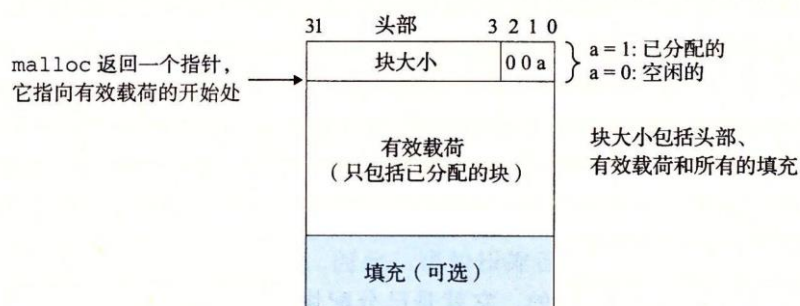 31 头部 3 2 1 0
块大小 0 0 a
a = 1: 已分配的
a = 0: 空闲的
malloc 返回一个指针，
它指向有效载荷的开始处
有效载荷
（只包括已分配的块）
块大小包括头部、
有效载荷和所有的填充
填充（可选）